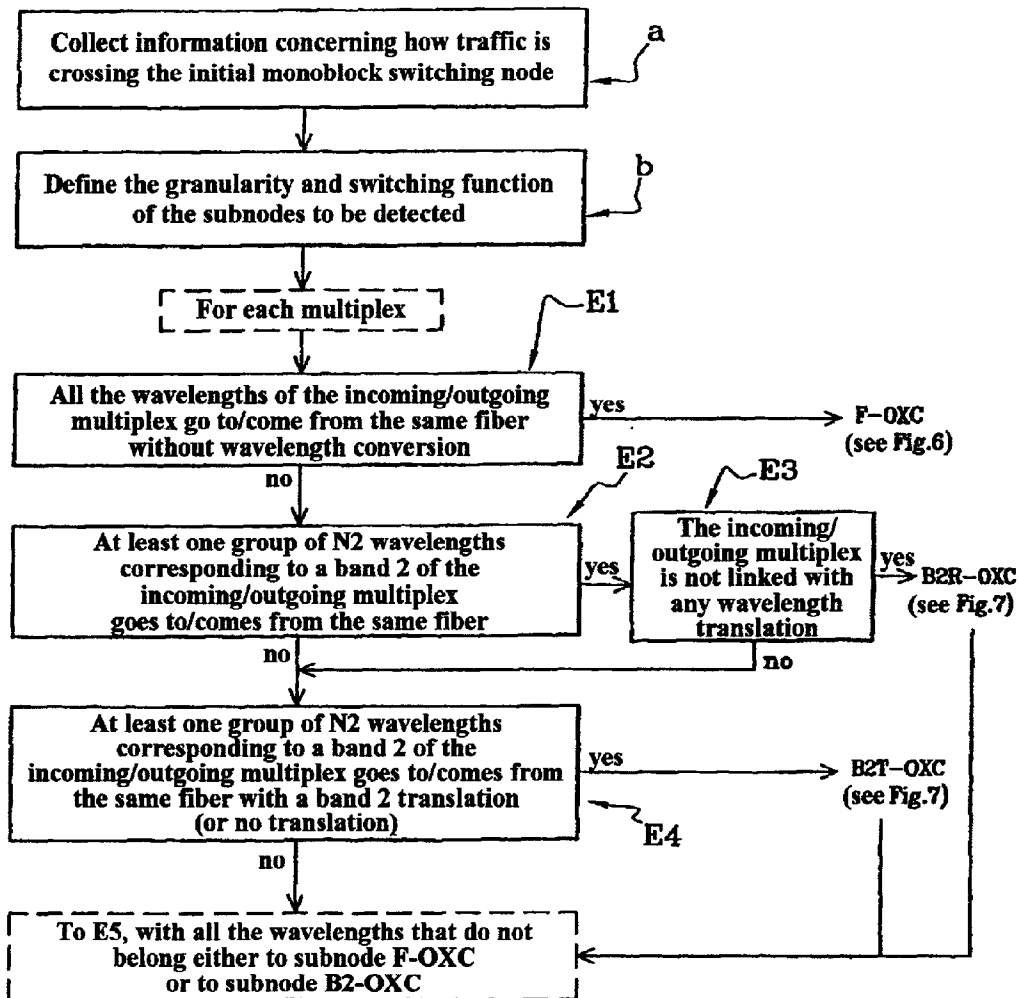 Collect information concerning how traffic is
crossing the initial monoblock switching node
a
Define the granularity and switching function
of the subnodes to be detected
b
For each multiplex
E1
All the wavelengths of the incoming/outgoing
multiplex go to/come from the same fiber
without wavelength conversion
yes
F-OXC
(see Fig.6)
no
E2
E3
At least one group of N2 wavelengths
corresponding to a band 2 of the
incoming/outgoing multiplex
goes to/comes from the same fiber
yes
The incoming/
outgoing multiplex
is not linked with
any wavelength
translation
yes
B2R-OXC
(see Fig.7)
no
no
At least one group of N2 wavelengths
corresponding to a band 2 of the
incoming/outgoing multiplex goes to/comes from
the same fiber with a band 2 translation
(or no translation)
yes
B2T-OXC
(see Fig.7)
E4
no
To E5, with all the wavelengths that do not
belong either to subnode F-OXC
or to subnode B2-OXC